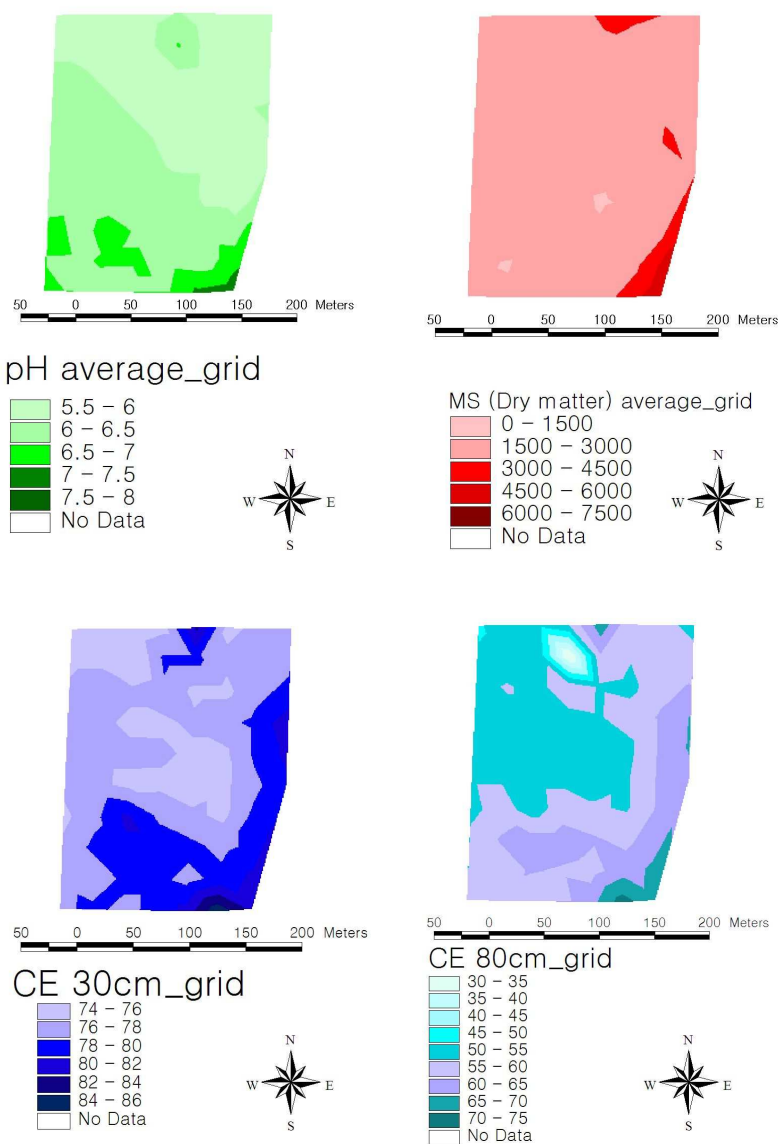 50 0 50 100 150 200 Meters
pH average_grid
5.5 - 6
6 - 6.5
6.5 - 7
7 - 7.5
7.5 - 8
No Data
N
W E
S
50 0 50 100 150 200 Meters
MS (Dry matter) average_grid
0 - 1500
1500 - 3000
3000 - 4500
4500 - 6000
6000 - 7500
No Data
N
W E
S
50 0 50 100 150 200 Meters
CE 30cm_grid
74 - 76
76 - 78
78 - 80
80 - 82
82 - 84
84 - 86
No Data
N
W E
S
50 0 50 100 150 200 Meters
CE 80cm_grid
30 - 35
35 - 40
40 - 45
45 - 50
50 - 55
55 - 60
60 - 65
65 - 70
70 - 75
No Data
N
W E
S